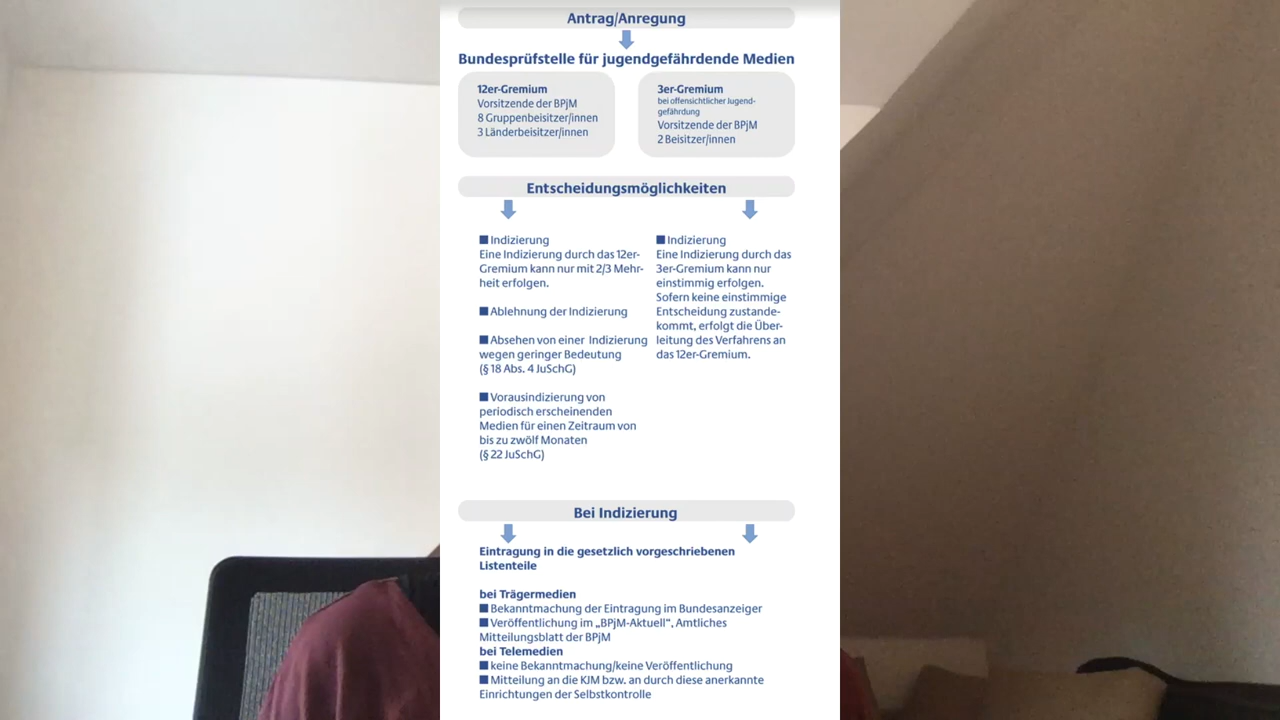 Antrag/Anregung
Bundesprüfstelle für jugendgefährdende Medien
12er-Gremium
Vorsitzende der BPjM
8 Gruppenbeisitzer/innen
3 Länderbeisitzer/innen
3er-Gremium
bei offensichtlicher Jugend-
gefährdung
Vorsitzende der BPjM
2 Beisitzer/innen
Entscheidungsmöglichkeiten
Indizierung
Eine Indizierung durch das 12er-
Gremium kann nur mit 2/3 Mehr-
heit erfolgen.
Ablehnung der Indizierung
Absehen von einer Indizierung
wegen geringer Bedeutung
(§ 18 Abs. 4 JuSchG)
Vorausindizierung von
periodisch erscheinenden
Medien für einen Zeitraum von
bis zu zwölf Monaten
(§ 22 JuSchG)
Indizierung
Eine Indizierung durch das
3er-Gremium kann nur
einstimmig erfolgen.
Sofern keine einstimmige
Entscheidung zustande-
kommt, erfolgt die Über-
leitung des Verfahrens an
das 12er-Gremium.
Bei Indizierung
Eintragung in die gesetzlich vorgeschriebenen
Listenteile
bei Trägermedien
Bekanntmachung der Eintragung im Bundesanzeiger
Veröffentlichung im „BPjM-Aktuell“, Amtliches
Mitteilungsblatt der BPjM
bei Telemedien
keine Bekanntmachung/keine Veröffentlichung
Mitteilung an die KJM bzw. an durch diese anerkannte
Einrichtungen der Selbstkontrolle